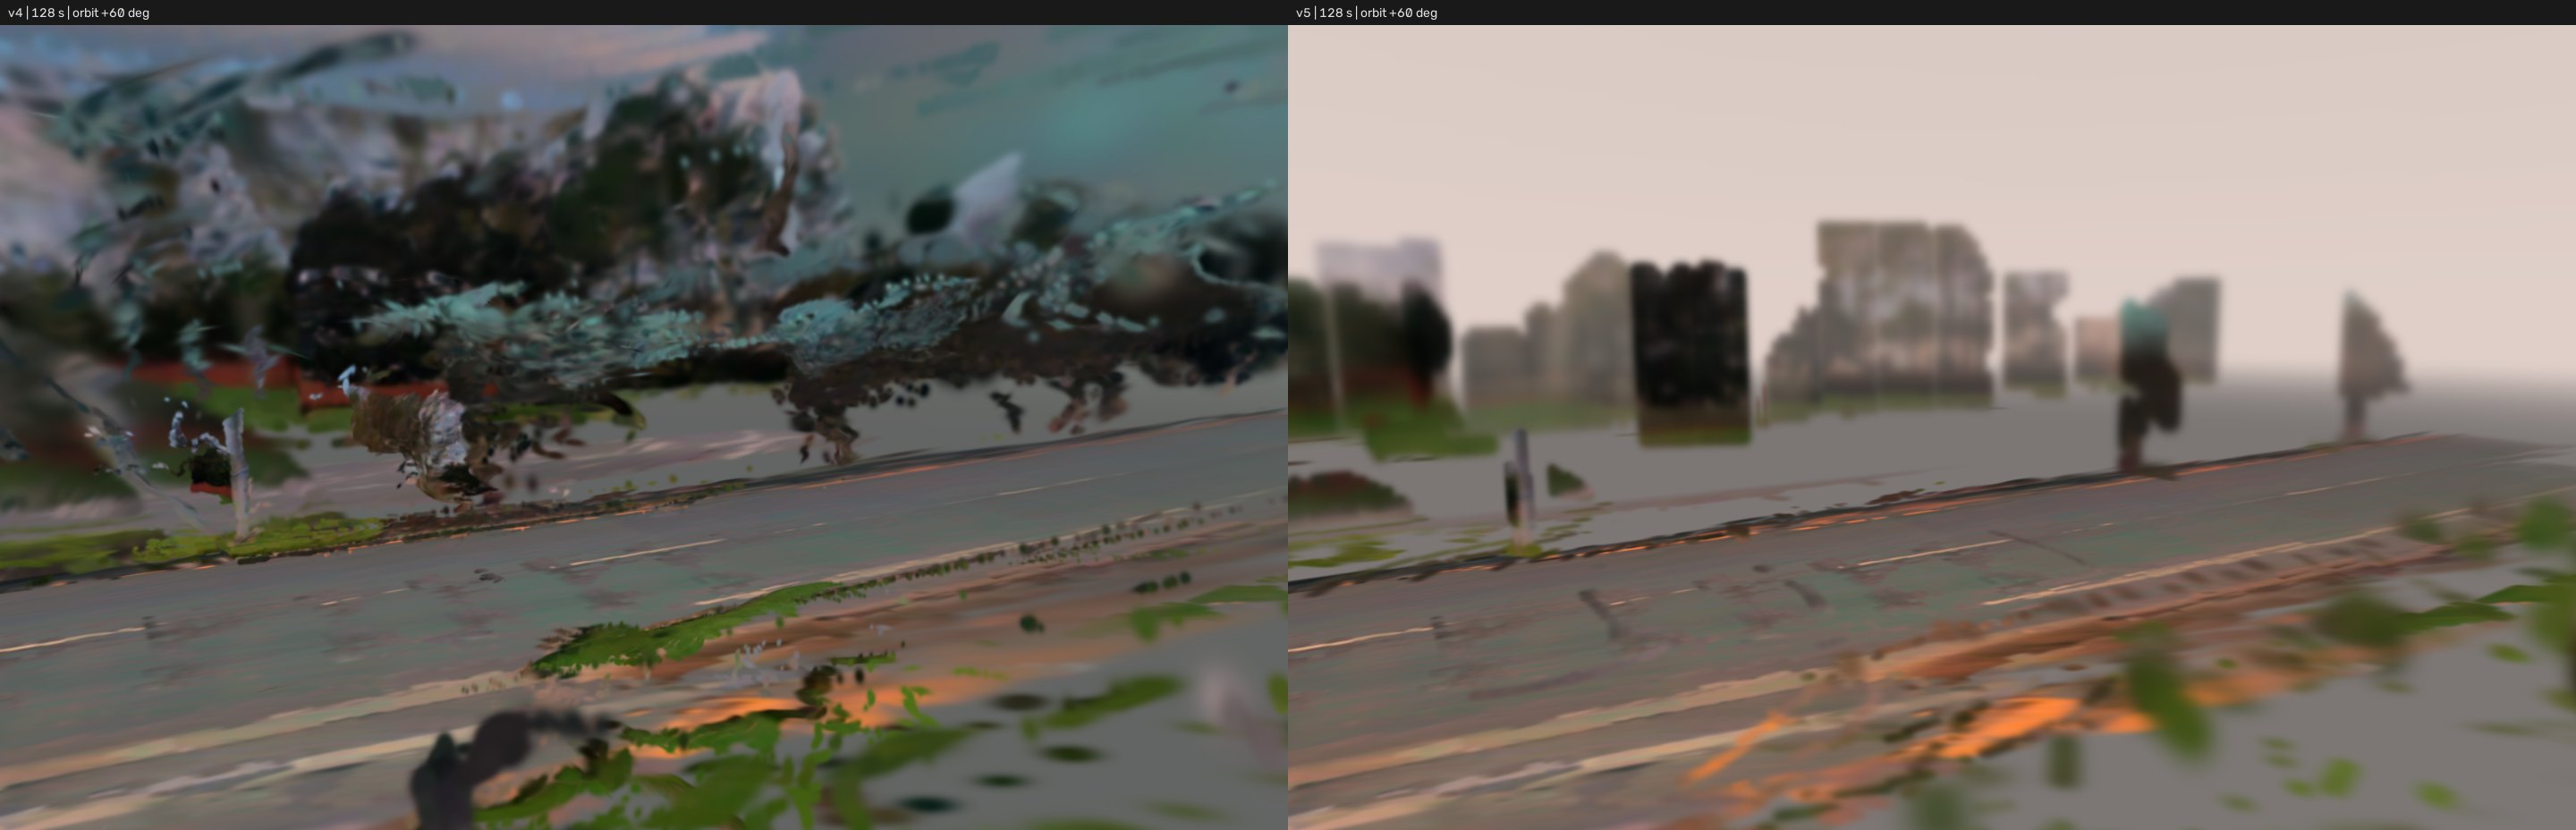 v4 | 128 s | orbit +60 deg
v5 | 128 s | orbit +60 deg